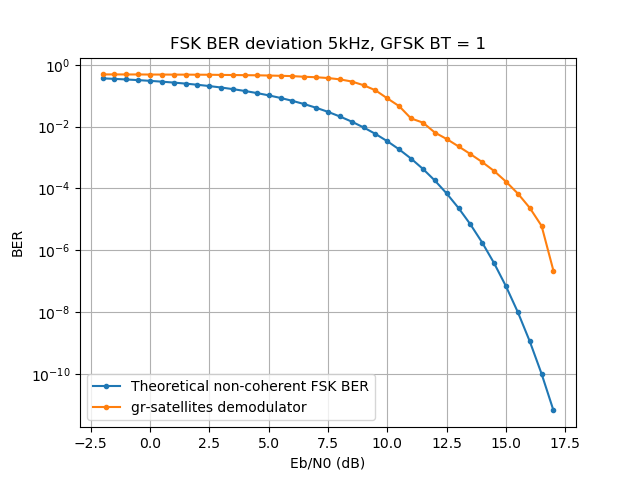 FSK BER deviation 5kHz, GFSK BT = 1
BER
10^0
10^−2
10^−4
10^−6
10^−8
10^−10
Theoretical non-coherent FSK BER
gr-satellites demodulator
−2.5 0.0 2.5 5.0 7.5 10.0 12.5 15.0 17.5
Eb/N0 (dB)